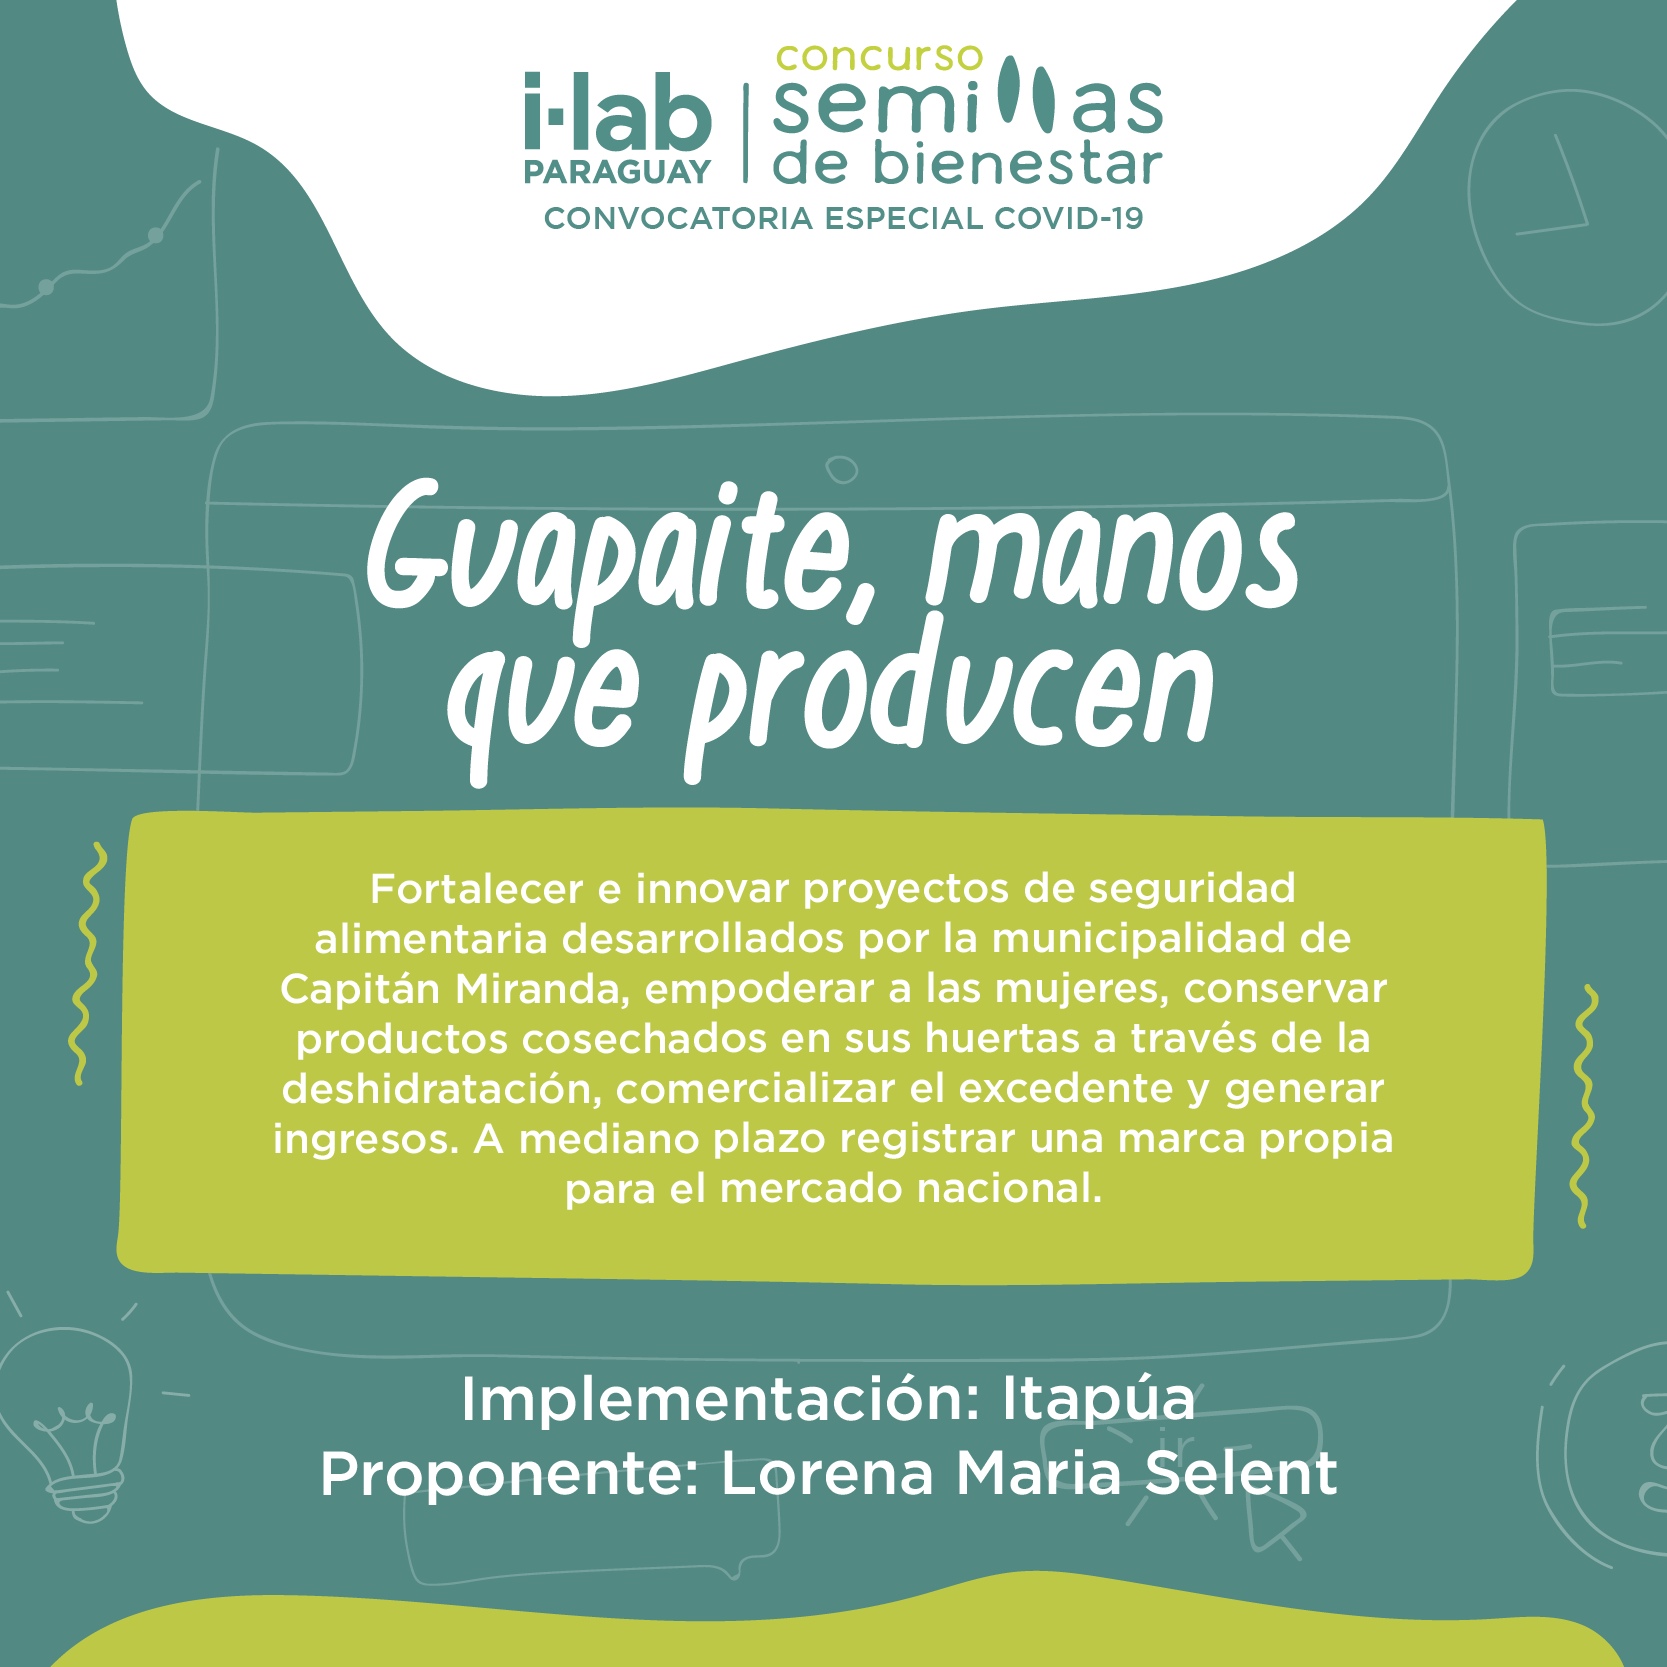 i·lab
PARAGUAY
concurso
semillas
de bienestar
CONVOCATORIA ESPECIAL COVID-19
Guapaite, manos
que producen
Fortalecer e innovar proyectos de seguridad
alimentaria desarrollados por la municipalidad de
Capitán Miranda, empoderar a las mujeres, conservar
productos cosechados en sus huertas a través de la
deshidratación, comercializar el excedente y generar
ingresos. A mediano plazo registrar una marca propia
para el mercado nacional.
Implementación: Itapúa
ir
Proponente: Lorena Maria Selent